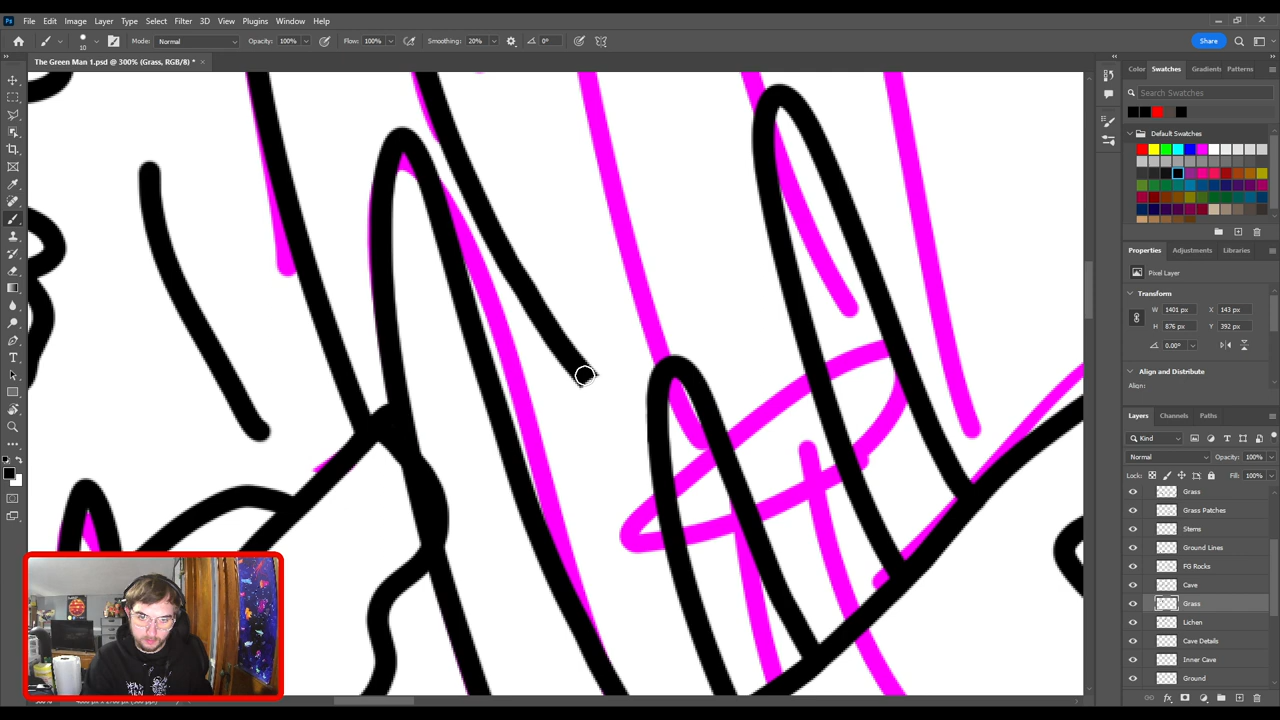 File Edit Image Layer Type Select Filter 3D View Plugins Window Help
10 Mode: Normal Opacity: 100% Flow: 100% Smoothing: 20% 0° Share
The Green Man 1.psd @ 300% (Grass, RGB/8) *
Color Swatches Gradients Patterns
Search Swatches
Default Swatches
Properties Adjustments Libraries
Pixel Layer
Transform
W 1401 px X 143 px
H 876 px Y 392 px
0.00°
Align and Distribute
Align:
Layers Channels Paths
Kind
Normal Opacity: 100%
Lock: Fill: 100%
Grass
Grass Patches
Stems
Ground Lines
FG Rocks
Cave
Grass
Lichen
Cave Details
Inner Cave
Ground